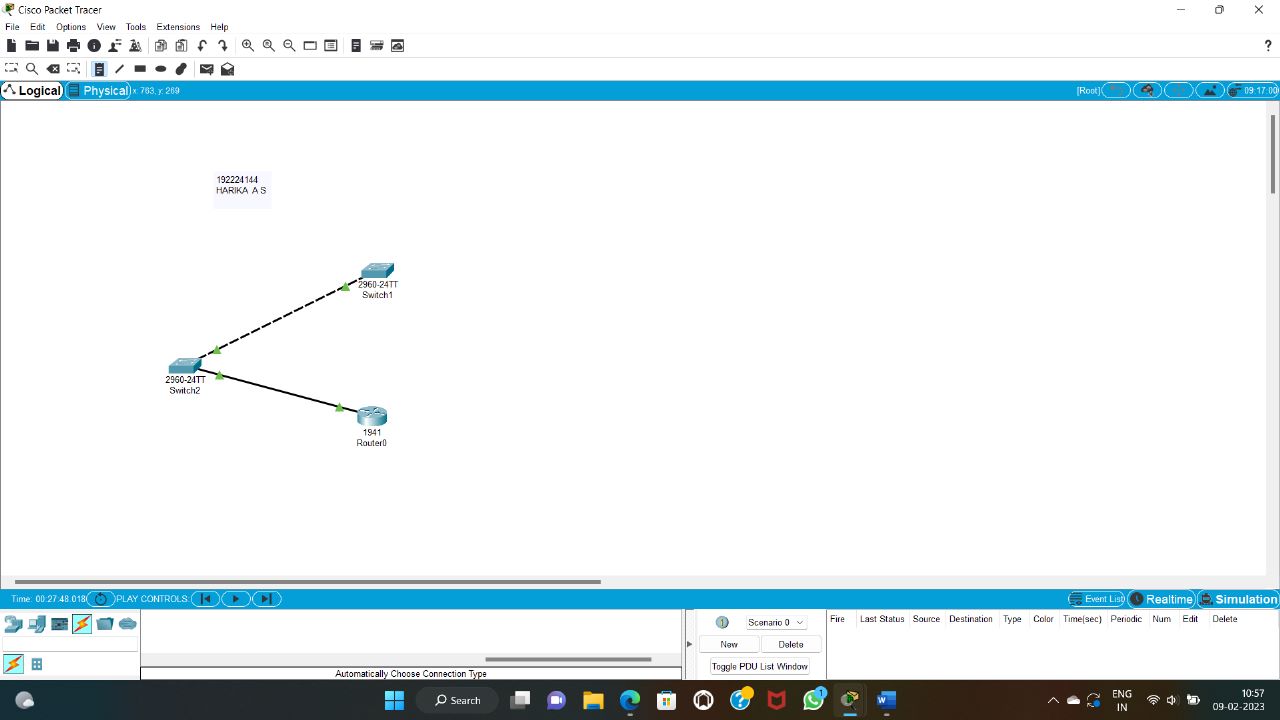 Cisco Packet Tracer
File Edit Options View Tools Extensions Help
?
Logical Physical x: 763, y: 269 [Root] 09:17:00
192224144
HARIKA A S
2960-24TT
Switch1
2960-24TT
Switch2
1941
Router0
Time: 00:27:48.018 PLAY CONTROLS: Event List Realtime Simulation
Scenario 0 Fire Last Status Source Destination Type Color Time(sec) Periodic Num Edit Delete
New Delete
Toggle PDU List Window
Automatically Choose Connection Type
Search 1 ENG 10:57
IN 09-02-2023